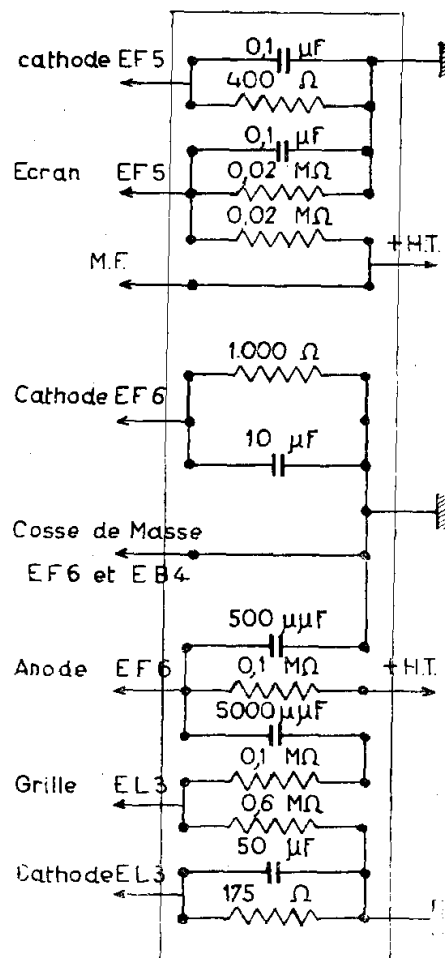 0,1 µF
cathode EF5
400 Ω
0,1 µF
Ecran EF5
0,02 MΩ
0,02 MΩ
+H.T.
M.F.
1.000 Ω
Cathode EF6
10 µF
Cosse de Masse
EF6 et EB4
500 µµF
Anode EF6
0,1 MΩ
+H.T.
5000 µµF
0,1 MΩ
Grille EL3
0,6 MΩ
50 µF
Cathode EL3
175 Ω